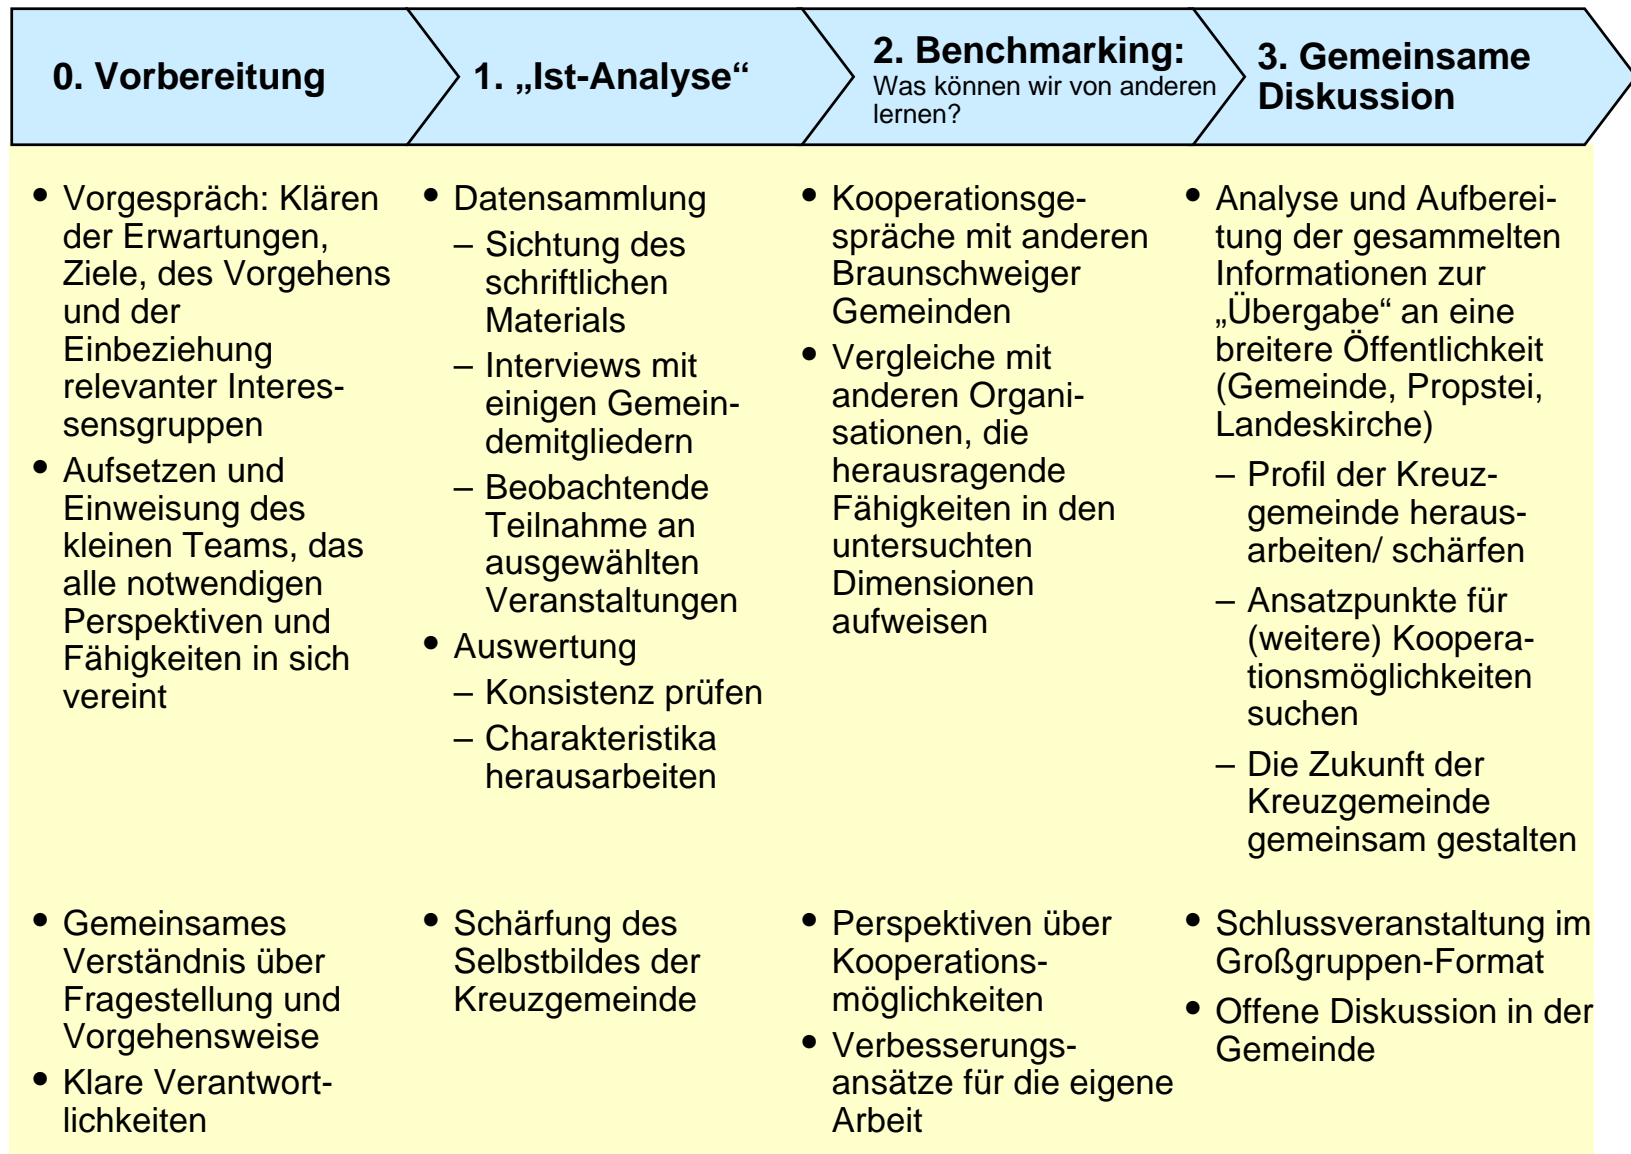 0. Vorbereitung
1. „Ist-Analyse“
2. Benchmarking:
Was können wir von anderen
lernen?
3. Gemeinsame
Diskussion
• Vorgespräch: Klären
der Erwartungen,
Ziele, des Vorgehens
und der
Einbeziehung
relevanter Interes-
sensgruppen
• Aufsetzen und
Einweisung des
kleinen Teams, das
alle notwendigen
Perspektiven und
Fähigkeiten in sich
vereint
• Datensammlung
– Sichtung des
schriftlichen
Materials
– Interviews mit
einigen Gemein-
demitgliedern
– Beobachtende
Teilnahme an
ausgewählten
Veranstaltungen
• Auswertung
– Konsistenz prüfen
– Charakteristika
herausarbeiten
• Kooperationsge-
spräche mit anderen
Braunschweiger
Gemeinden
• Vergleiche mit
anderen Organi-
sationen, die
herausragende
Fähigkeiten in den
untersuchten
Dimensionen
aufweisen
• Analyse und Aufberei-
tung der gesammelten
Informationen zur
„Übergabe“ an eine
breitere Öffentlichkeit
(Gemeinde, Propstei,
Landeskirche)
– Profil der Kreuz-
gemeinde heraus-
arbeiten/ schärfen
– Ansatzpunkte für
(weitere) Koopera-
tionsmöglichkeiten
suchen
– Die Zukunft der
Kreuzgemeinde
gemeinsam gestalten
• Gemeinsames
Verständnis über
Fragestellung und
Vorgehensweise
• Klare Verantwort-
lichkeiten
• Schärfung des
Selbstbildes der
Kreuzgemeinde
• Perspektiven über
Kooperations-
möglichkeiten
• Verbesserungs-
ansätze für die eigene
Arbeit
• Schlussveranstaltung im
Großgruppen-Format
• Offene Diskussion in der
Gemeinde